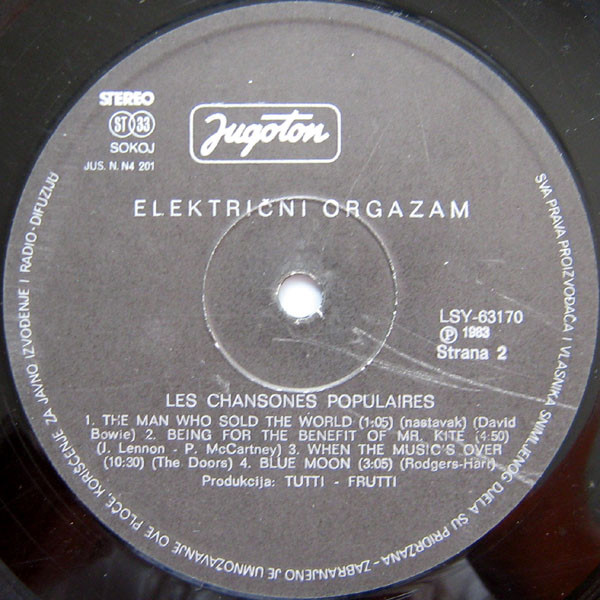 STEREO
ST 33
SOKOJ
JUS. N. N4 201
Jugoton
ELEKTRIČNI ORGAZAM
LSY-63170
Ⓟ 1983
Strana 2
LES CHANSONES POPULAIRES
1. THE MAN WHO SOLD THE WORLD (1:05) (nastavak) (David
Bowie) 2. BEING FOR THE BENEFIT OF MR. KITE (4:50)
(J. Lennon - P. McCartney) 3. WHEN THE MUSIC'S OVER
(10:30) (The Doors) 4. BLUE MOON (3:05) (Rodgers-Hart)
Produkcija: TUTTI - FRUTTI
SVA PRAVA PROIZVOĐAČA I VLASNIKA SNIMLJENOG DJELA SU PRIDRŽANA - ZABRANJENO JE UMNOŽAVANJE OVE PLOČE, KORIŠĆENJE ZA JAVNO IZVOĐENJE I RADIO-DIFUZIJU